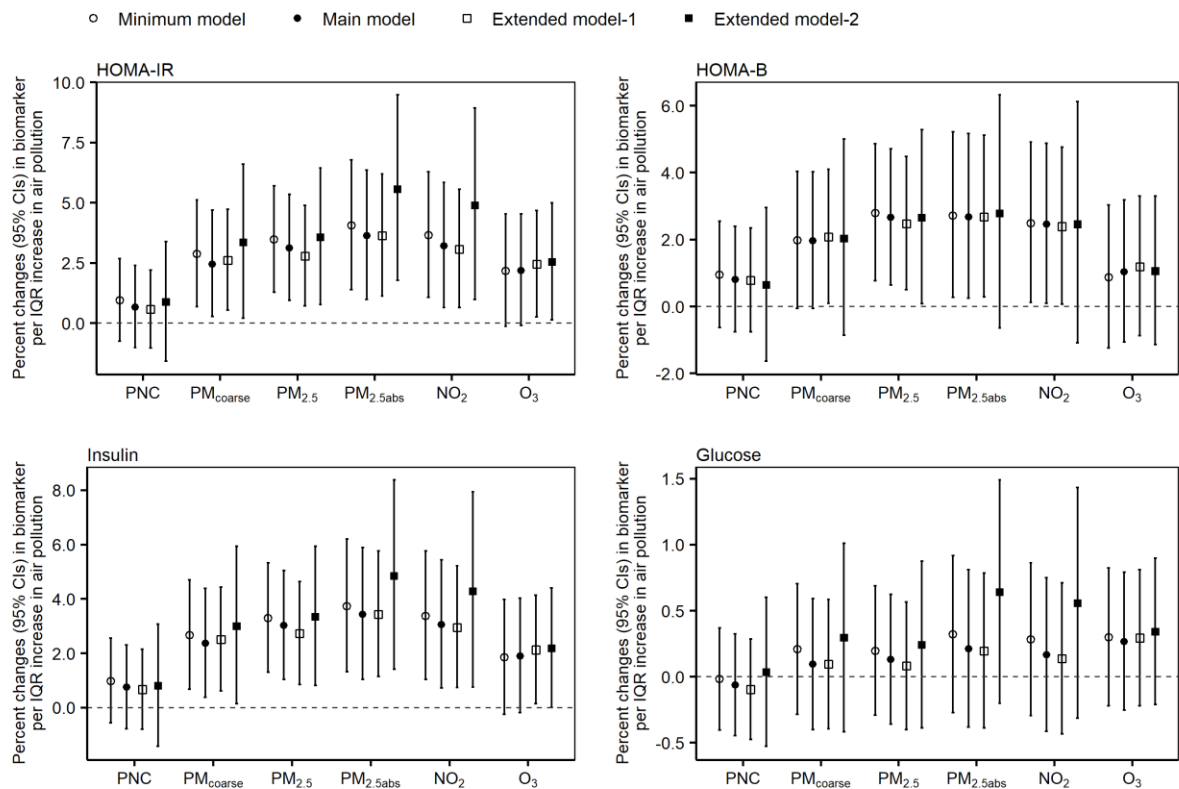 Minimum model Main model Extended model-1 Extended model-2
HOMA-IR
Percent changes (95% CIs) in biomarker
per IQR increase in air pollution
10.0
7.5
5.0
2.5
0.0
PNC PMcoarse PM2.5 PM2.5abs NO2 O3
HOMA-B
Percent changes (95% CIs) in biomarker
per IQR increase in air pollution
6.0
4.0
2.0
0.0
-2.0
PNC PMcoarse PM2.5 PM2.5abs NO2 O3
Insulin
Percent changes (95% CIs) in biomarker
per IQR increase in air pollution
8.0
6.0
4.0
2.0
0.0
PNC PMcoarse PM2.5 PM2.5abs NO2 O3
Glucose
Percent changes (95% CIs) in biomarker
per IQR increase in air pollution
1.5
1.0
0.5
0.0
-0.5
PNC PMcoarse PM2.5 PM2.5abs NO2 O3